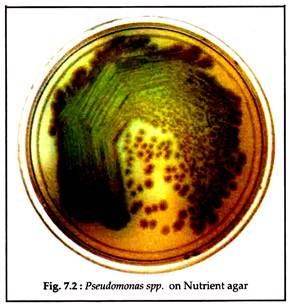 Fig. 7.2 : Pseudomonas spp. on Nutrient agar